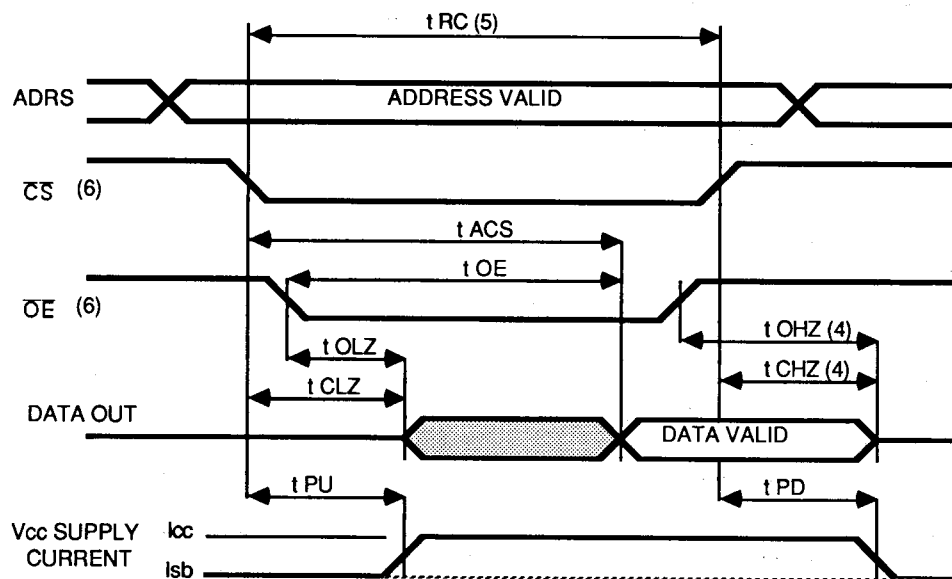 t RC (5)
ADRS
ADDRESS VALID
CS (6)
t ACS
t OE
OE (6)
t OHZ (4)
t OLZ
t CHZ (4)
t CLZ
DATA OUT
DATA VALID
t PU
t PD
Vcc SUPPLY
CURRENT
Icc
Isb